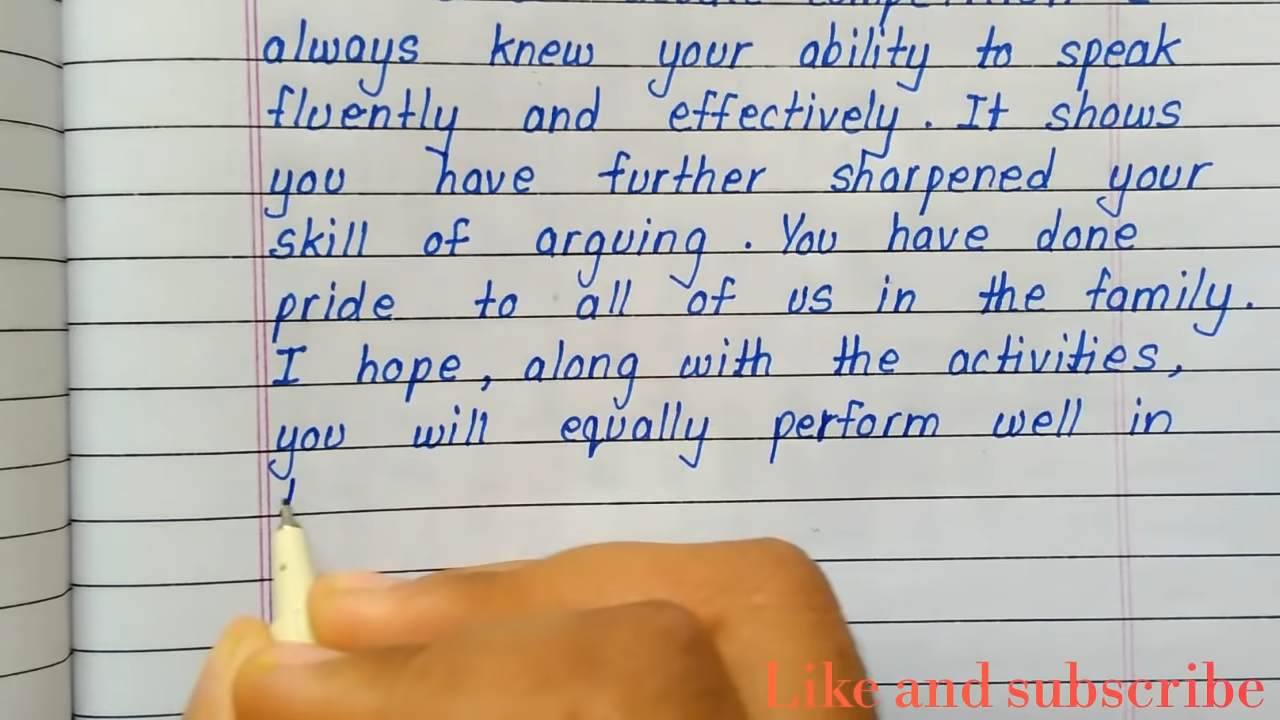 always knew your ability to speak
fluently and effectively. It shows
you have further sharpened your
skill of arguing. You have done
pride to all of us in the family.
I hope, along with the activities,
you will equally perform well in
Like and subscribe